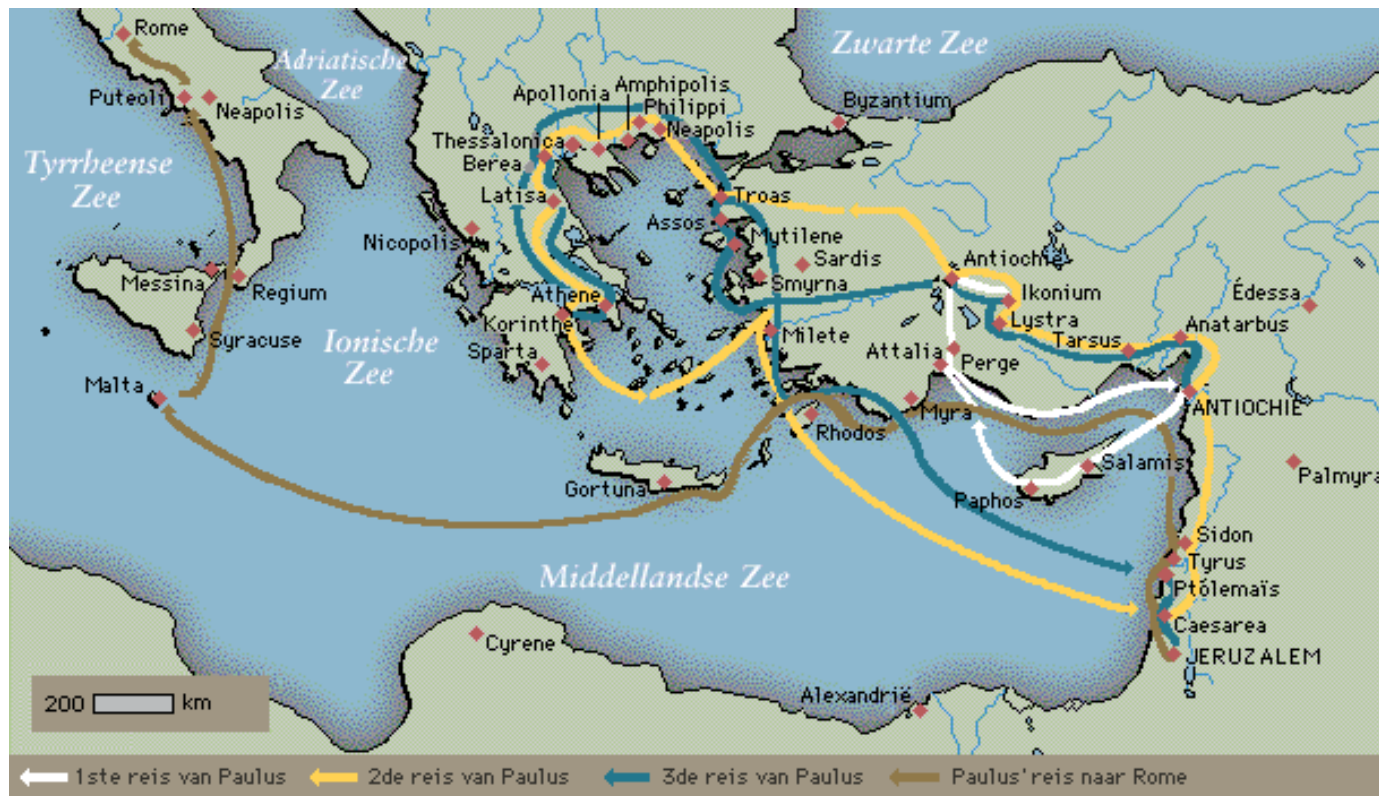 Rome
Adriatische
Zee
Zwarte Zee
Puteoli
Neapolis
Apollonia
Amphipolis
Philippi
Neapolis
Byzantium
Thessalonica
Berea
Tyrrheense
Zee
Latisa
Troas
Assos
Nicopolis
Mytilene
Sardis
Antiochie
Messina
Regium
Smyrna
Ikonium
Édessa
Athene
Korinthe
Lystra
Syracuse
Ionische
Zee
Milete
Tarsus
Anatarbus
Sparta
Attalia
Perge
Malta
Rhodos
Myra
ANTIOCHIE
Gortuna
Salamis
Paphos
Palmyra
Sidon
Tyrus
Middellandse Zee
Ptólemaïs
Caesarea
Cyrene
JERUZALEM
Alexandrië
200 km
1ste reis van Paulus
2de reis van Paulus
3de reis van Paulus
Paulus'reis naar Rome